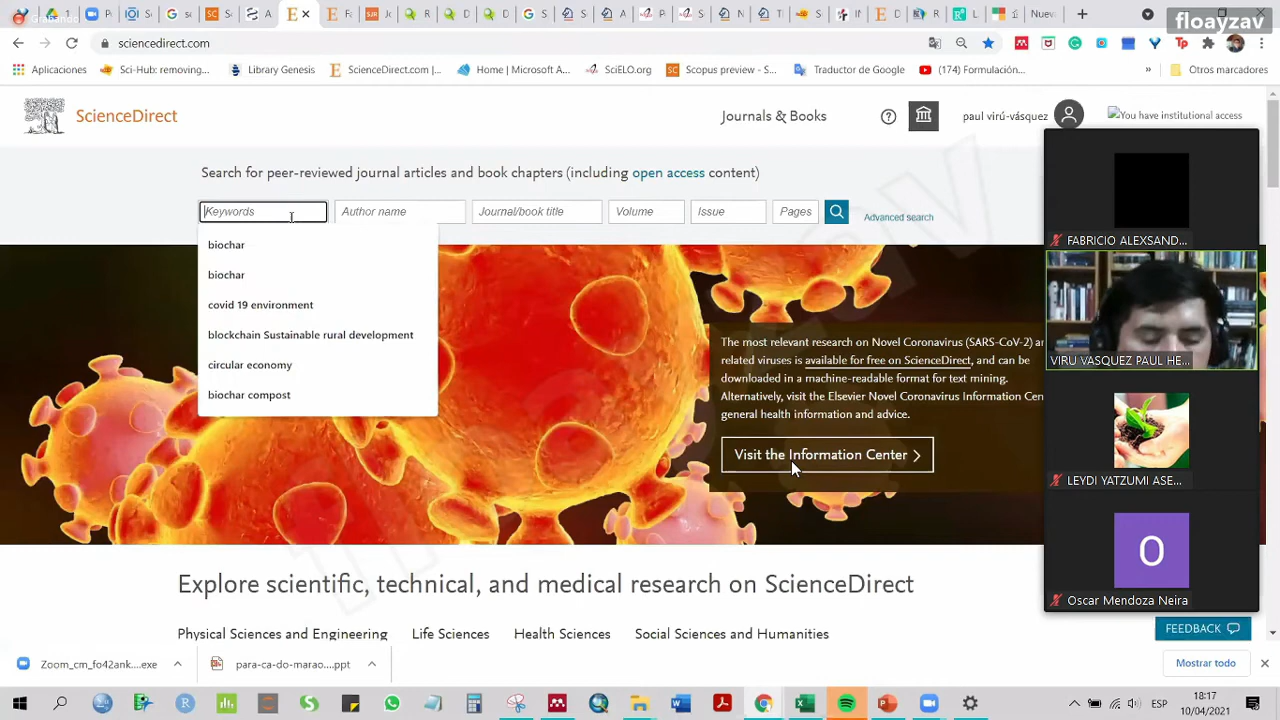 Grabando
floayzav
sciencedirect.com
Aplicaciones
Sci-Hub: removing...
Library Genesis
ScienceDirect.com |...
Home | Microsoft A...
SciELO.org
Scopus preview - S...
Traductor de Google
(174) Formulación...
»
Otros marcadores
ScienceDirect
Journals & Books
paul virú-vásquez
You have institutional access
Search for peer-reviewed journal articles and book chapters (including open access content)
Keywords
Author name
Journal/book title
Volume
Issue
Pages
Advanced search
biochar
biochar
covid 19 environment
blockchain Sustainable rural development
circular economy
biochar compost
The most relevant research on Novel Coronavirus (SARS-CoV-2) an
related viruses is available for free on ScienceDirect, and can be
downloaded in a machine-readable format for text mining.
Alternatively, visit the Elsevier Novel Coronavirus Information Cen
general health information and advice.
Visit the Information Center >
FABRICIO ALEXSAND...
VIRU VASQUEZ PAUL HE...
LEYDI YATZUMI ASE...
O
Oscar Mendoza Neira
Explore scientific, technical, and medical research on ScienceDirect
Physical Sciences and Engineering
Life Sciences
Health Sciences
Social Sciences and Humanities
FEEDBACK
Zoom_cm_fo42ank....exe
para-ca-do-marao....ppt
Mostrar todo
ESP
18:17
10/04/2021